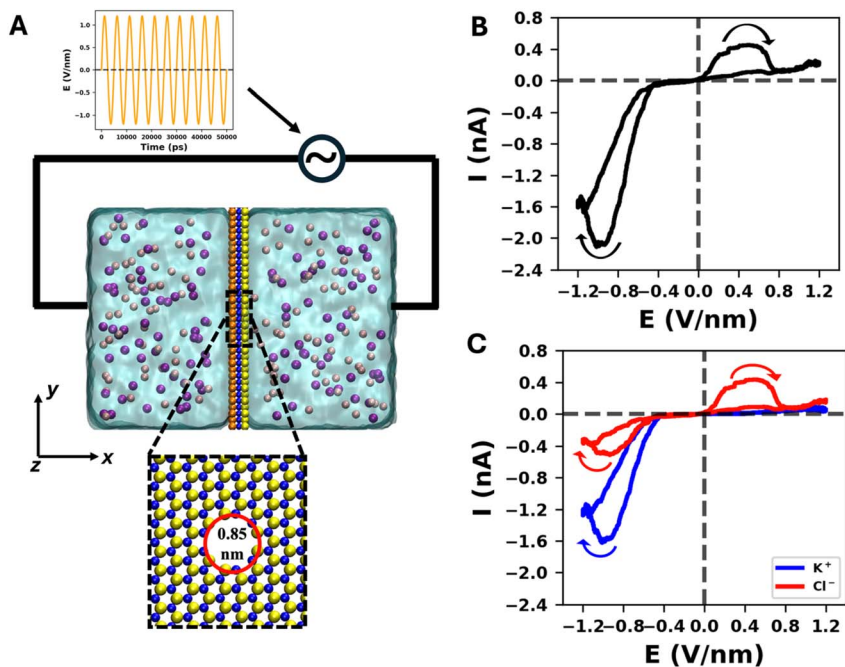 A
E (V/nm)
1.0
0.5
0.0
-0.5
-1.0
0 10000 20000 30000 40000 50000
Time (ps)
~
y
z x
0.85
nm
B
I (nA)
0.8
0.4
0.0
−0.4
−0.8
−1.2
−1.6
−2.0
−2.4
−1.2 −0.8 −0.4 0.0 0.4 0.8 1.2
E (V/nm)
C
I (nA)
0.8
0.4
0.0
−0.4
−0.8
−1.2
−1.6
−2.0
−2.4
K⁺
Cl⁻
−1.2 −0.8 −0.4 0.0 0.4 0.8 1.2
E (V/nm)